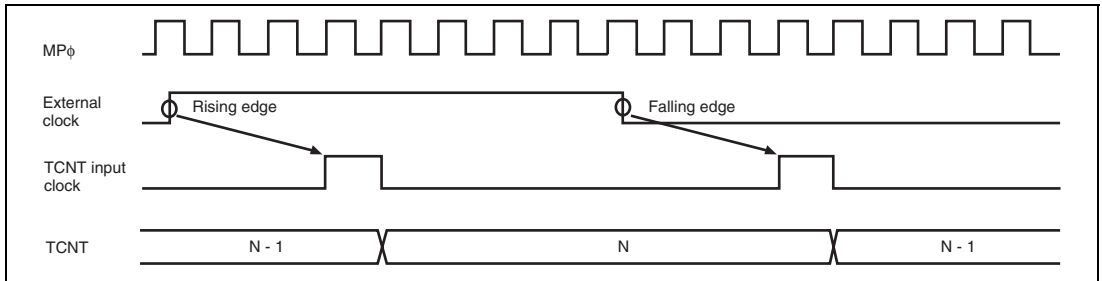 MPϕ
External
clock
Rising edge
Falling edge
TCNT input
clock
TCNT
N - 1
N
N - 1